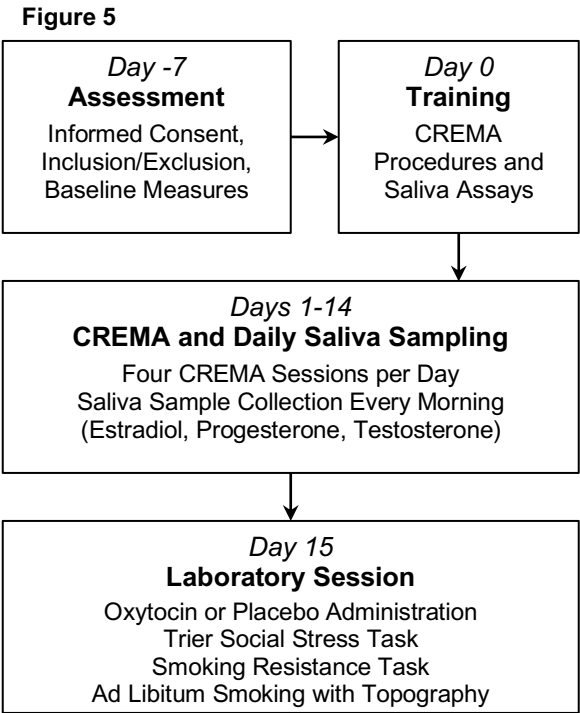 Figure 5
Day -7
Assessment
Informed Consent,
Inclusion/Exclusion,
Baseline Measures
Day 0
Training
CREMA
Procedures and
Saliva Assays
Days 1-14
CREMA and Daily Saliva Sampling
Four CREMA Sessions per Day
Saliva Sample Collection Every Morning
(Estradiol, Progesterone, Testosterone)
Day 15
Laboratory Session
Oxytocin or Placebo Administration
Trier Social Stress Task
Smoking Resistance Task
Ad Libitum Smoking with Topography